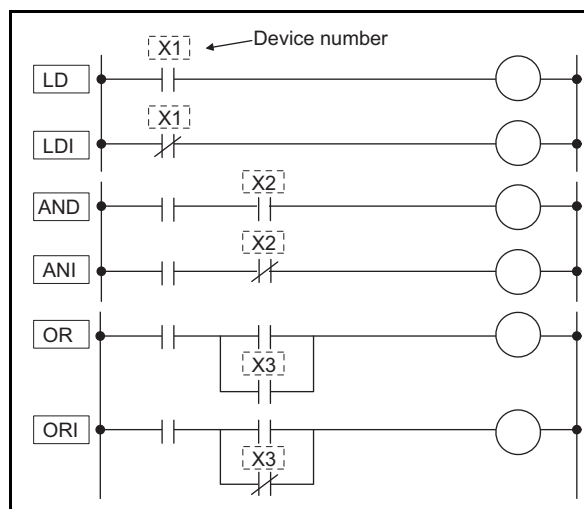 X1
Device number
LD
X1
LDI
X2
AND
X2
ANI
OR
X3
ORI
X3